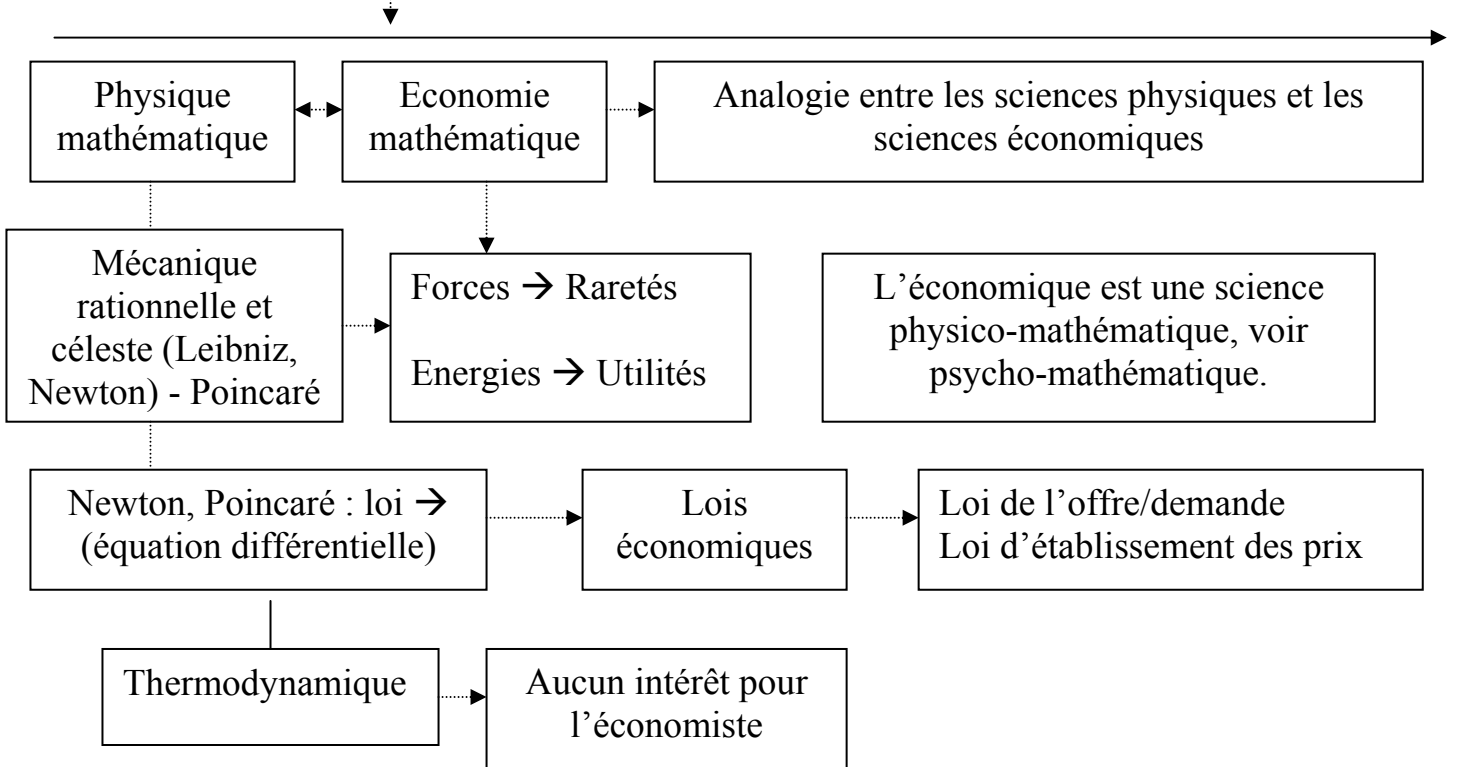 Physique
mathématique
Economie
mathématique
Analogie entre les sciences physiques et les
sciences économiques
Mécanique
rationnelle et
céleste (Leibniz,
Newton) - Poincaré
Forces → Raretés
Energies → Utilités
L’économique est une science
physico-mathématique, voir
psycho-mathématique.
Newton, Poincaré : loi →
(équation différentielle)
Lois
économiques
Loi de l’offre/demande
Loi d’établissement des prix
Thermodynamique
Aucun intérêt pour
l’économiste